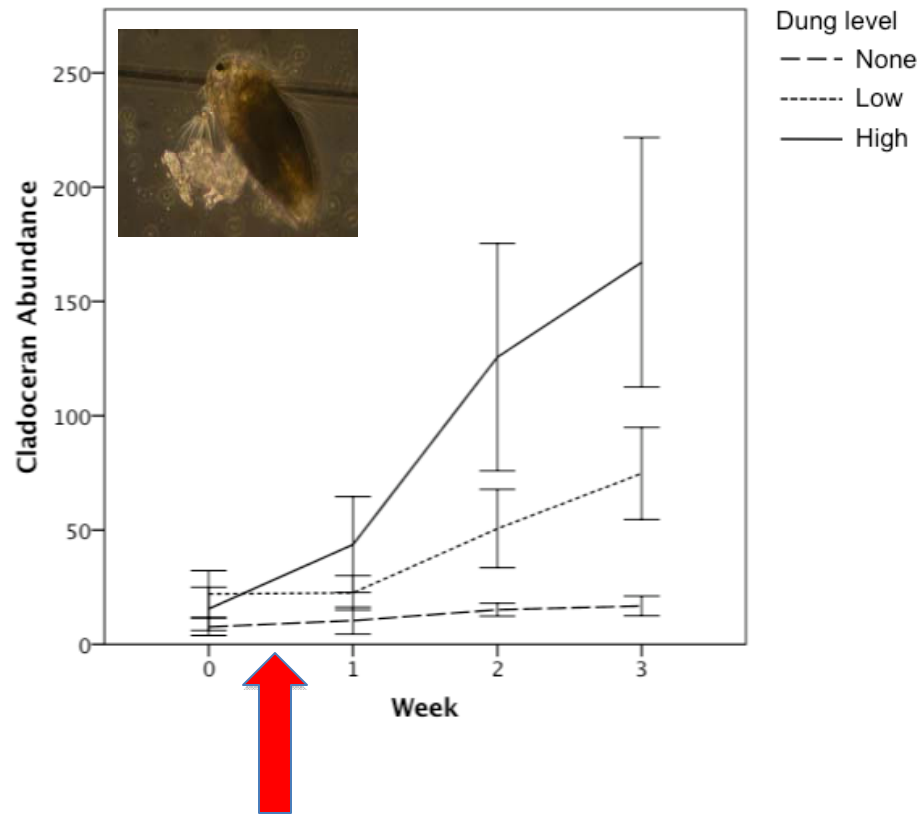 Dung level
None
Low
High
250
200
150
100
50
0
Cladoceran Abundance
0 1 2 3
Week